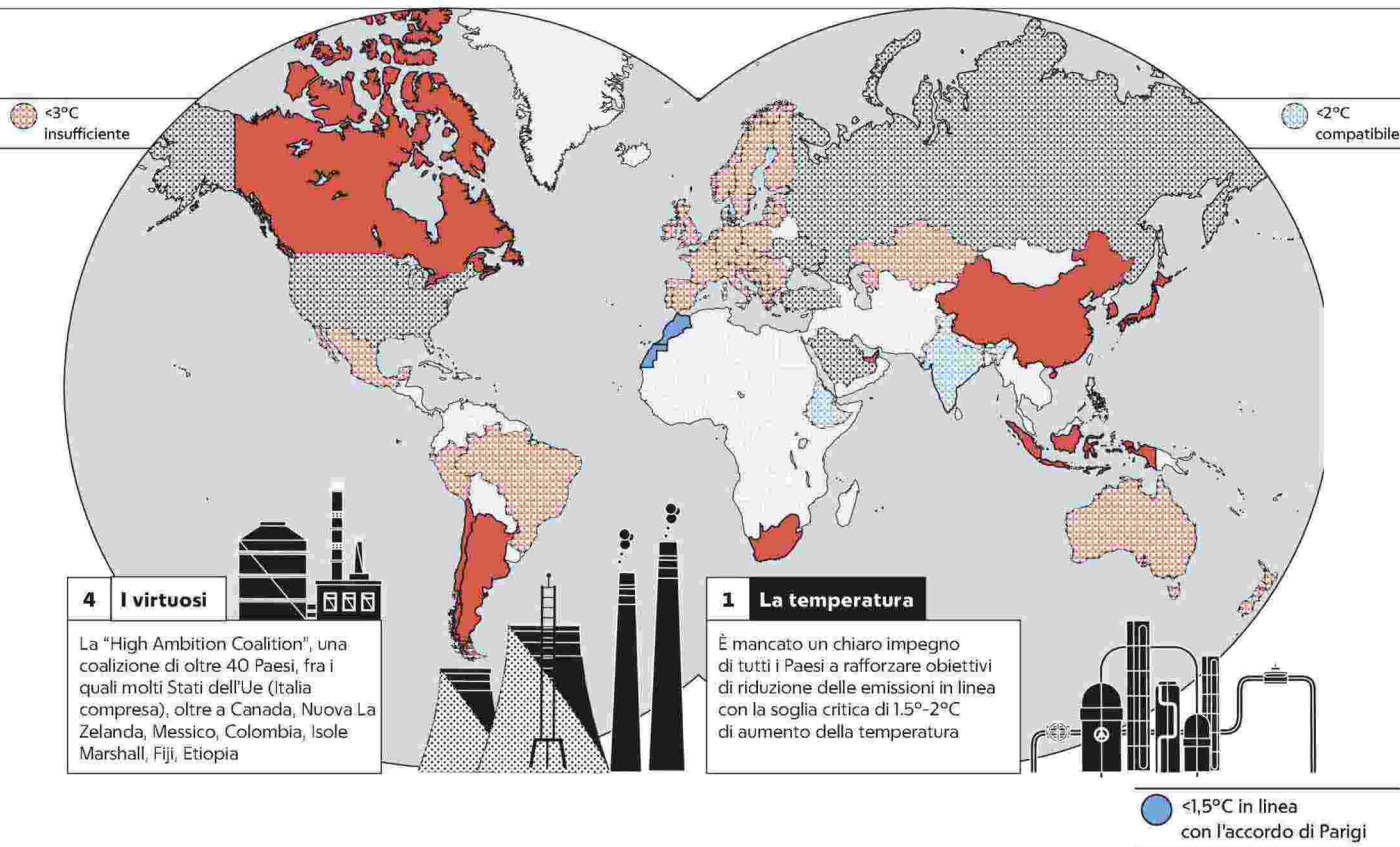 <3°C
insufficiente
<2°C
compatibile
4 I virtuosi
La “High Ambition Coalition”, una
coalizione di oltre 40 Paesi, fra i
quali molti Stati dell’Ue (Italia
compresa), oltre a Canada, Nuova La
Zelanda, Messico, Colombia, Isole
Marshall, Fiji, Etiopia
1 La temperatura
È mancato un chiaro impegno
di tutti i Paesi a rafforzare obiettivi
di riduzione delle emissioni in linea
con la soglia critica di 1.5°-2°C
di aumento della temperatura
<1,5°C in linea
con l’accordo di Parigi